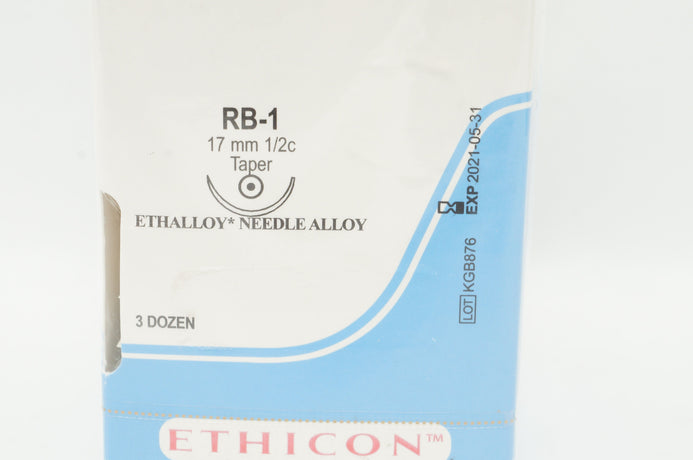 RB-1
17 mm 1/2c
Taper
ETHALLOY* NEEDLE ALLOY
3 DOZEN
EXP 2021-05-31
LOT KGB876
ETHICON™